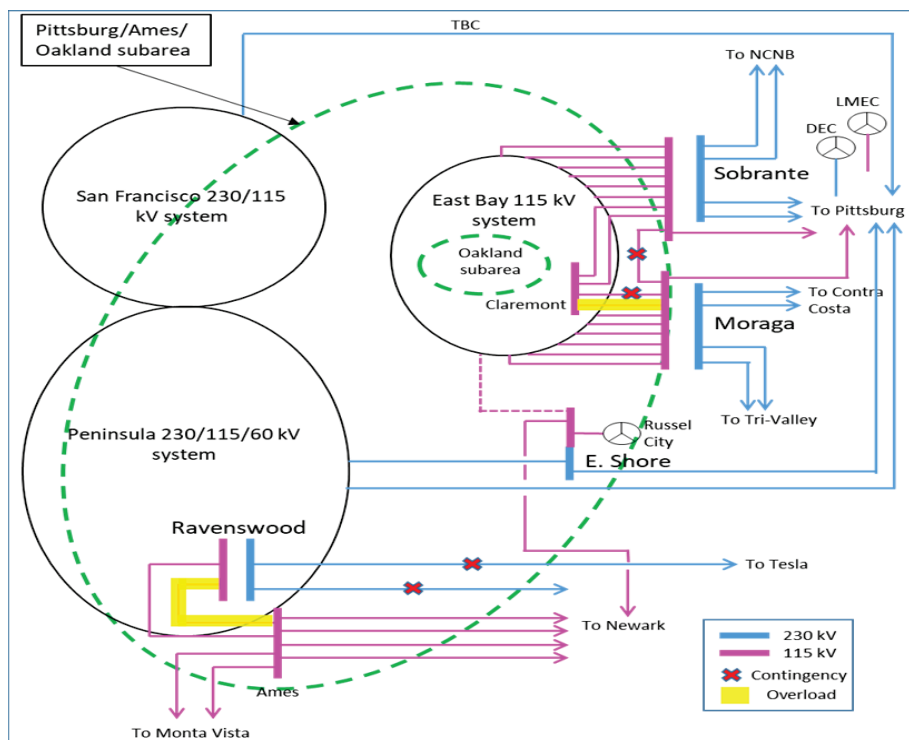 Pittsburg/Ames/
Oakland subarea
TBC
To NCNB
LMEC
DEC
Sobrante
San Francisco 230/115
kV system
East Bay 115 kV
system
To Pittsburg
Oakland
subarea
Claremont
To Contra
Costa
Moraga
To Tri-Valley
Russel
City
Peninsula 230/115/60 kV
system
E. Shore
Ravenswood
To Tesla
To Newark
230 kV
115 kV
Contingency
Overload
Ames
To Monta Vista